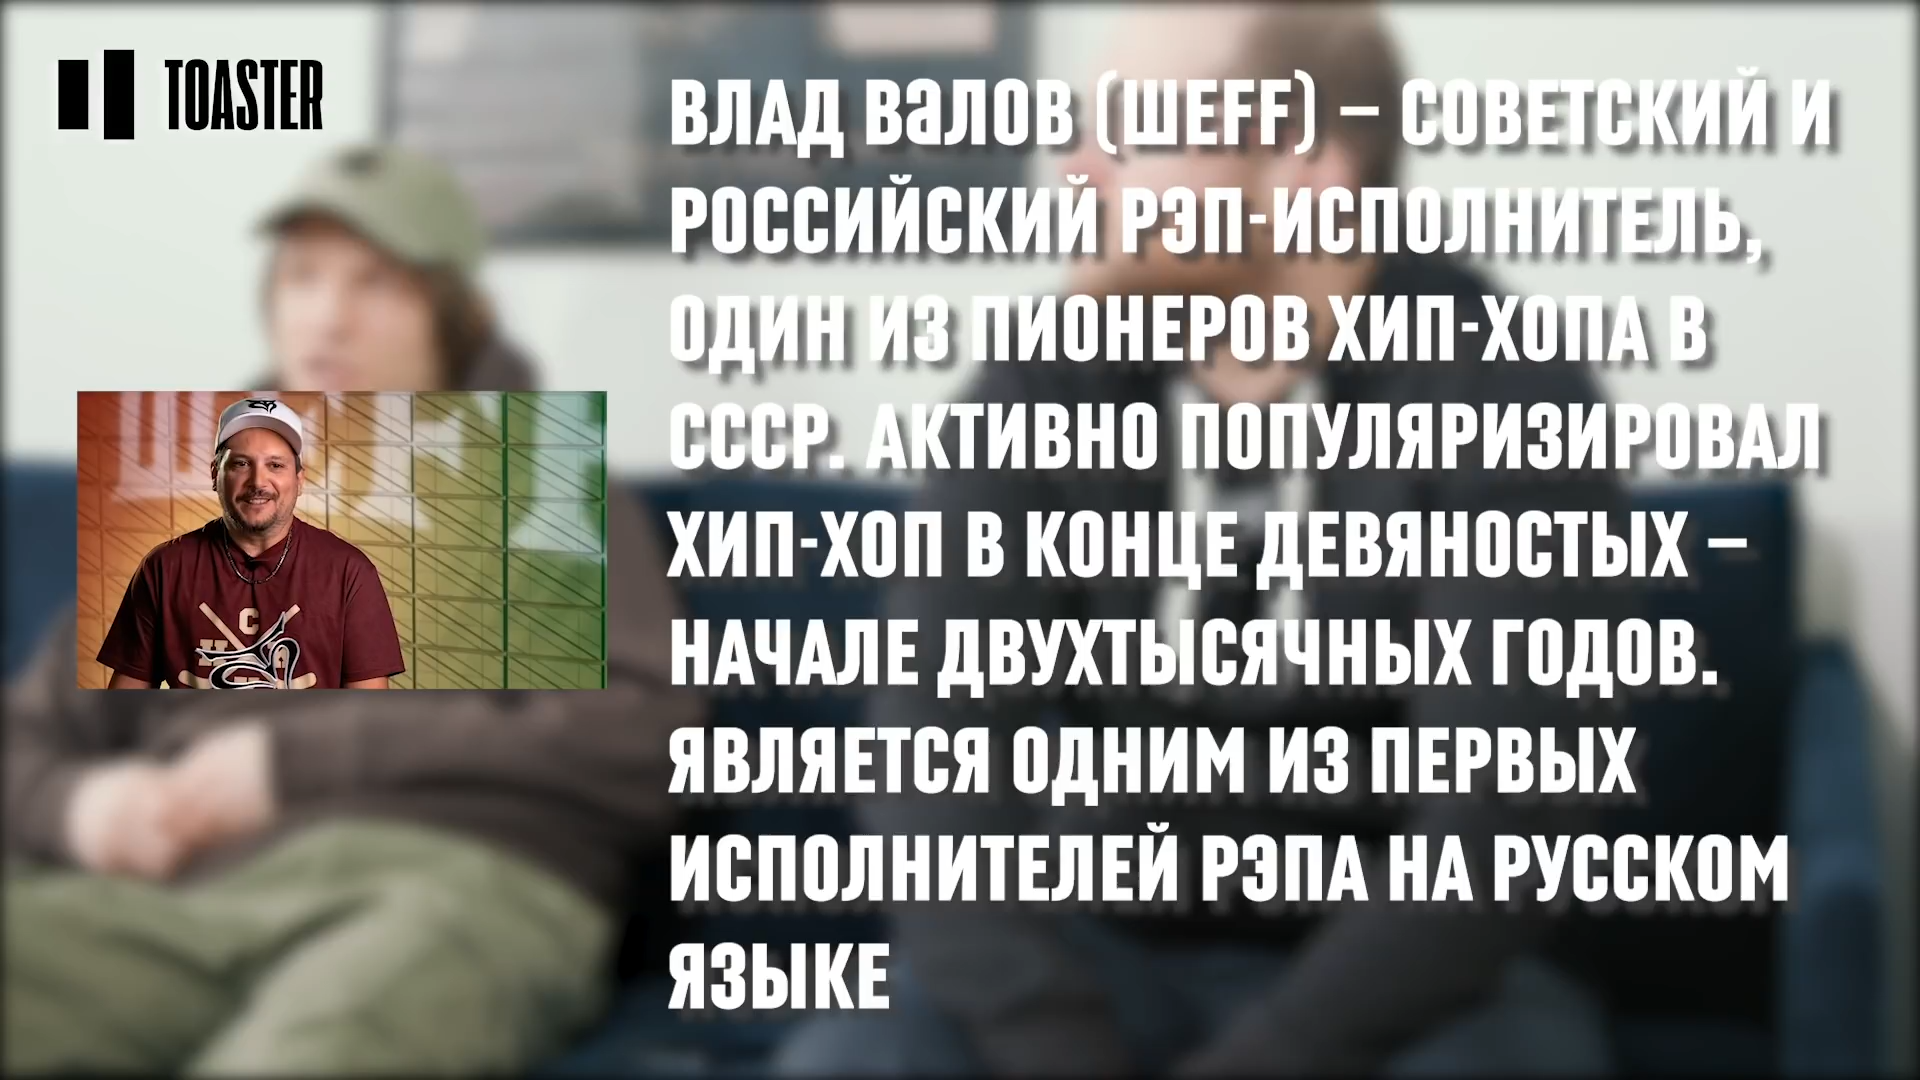 TOASTER
ВЛАД ВаЛОВ (ШЕFF) – СОВЕТСКИЙ И
РОССИЙСКИЙ РЭП-ИСПОЛНИТЕЛЬ,
ОДИН ИЗ ПИОНЕРОВ ХИП-ХОПА В
СССР. АКТИВНО ПОПУЛЯРИЗИРОВАЛ
ХИП-ХОП В КОНЦЕ ДЕВЯНОСТЫХ –
НАЧАЛЕ ДВУХТЫСЯЧНЫХ ГОДОВ.
ЯВЛЯЕТСЯ ОДНИМ ИЗ ПЕРВЫХ
ИСПОЛНИТЕЛЕЙ РЭПА НА РУССКОМ
ЯЗЫКЕ